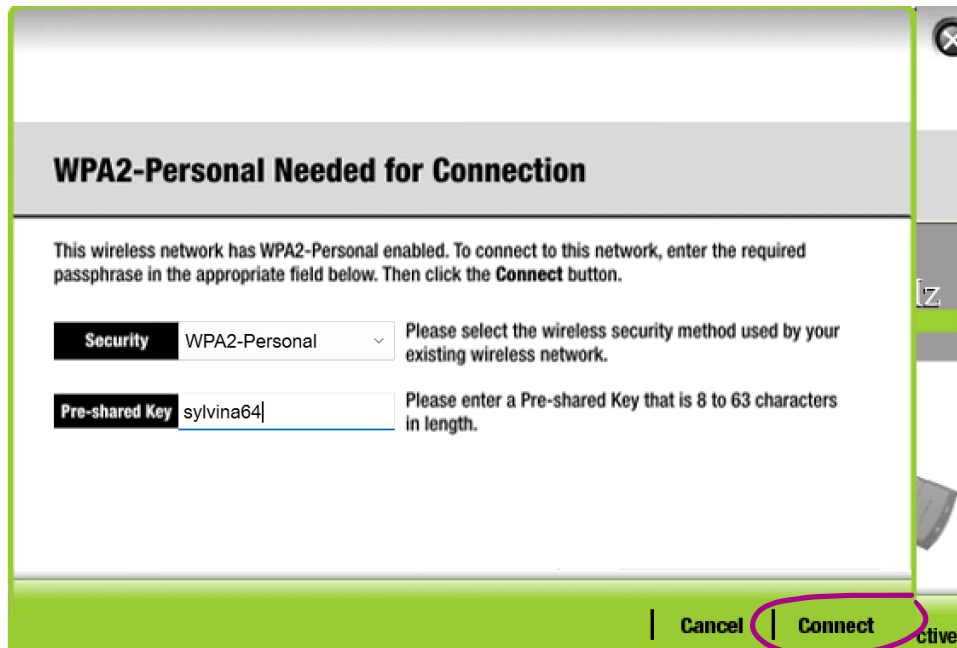 WPA2-Personal Needed for Connection
This wireless network has WPA2-Personal enabled. To connect to this network, enter the required
passphrase in the appropriate field below. Then click the Connect button.
Security WPA2-Personal Please select the wireless security method used by your
existing wireless network.
Pre-shared Key sylvina64 Please enter a Pre-shared Key that is 8 to 63 characters
in length.
Cancel Connect